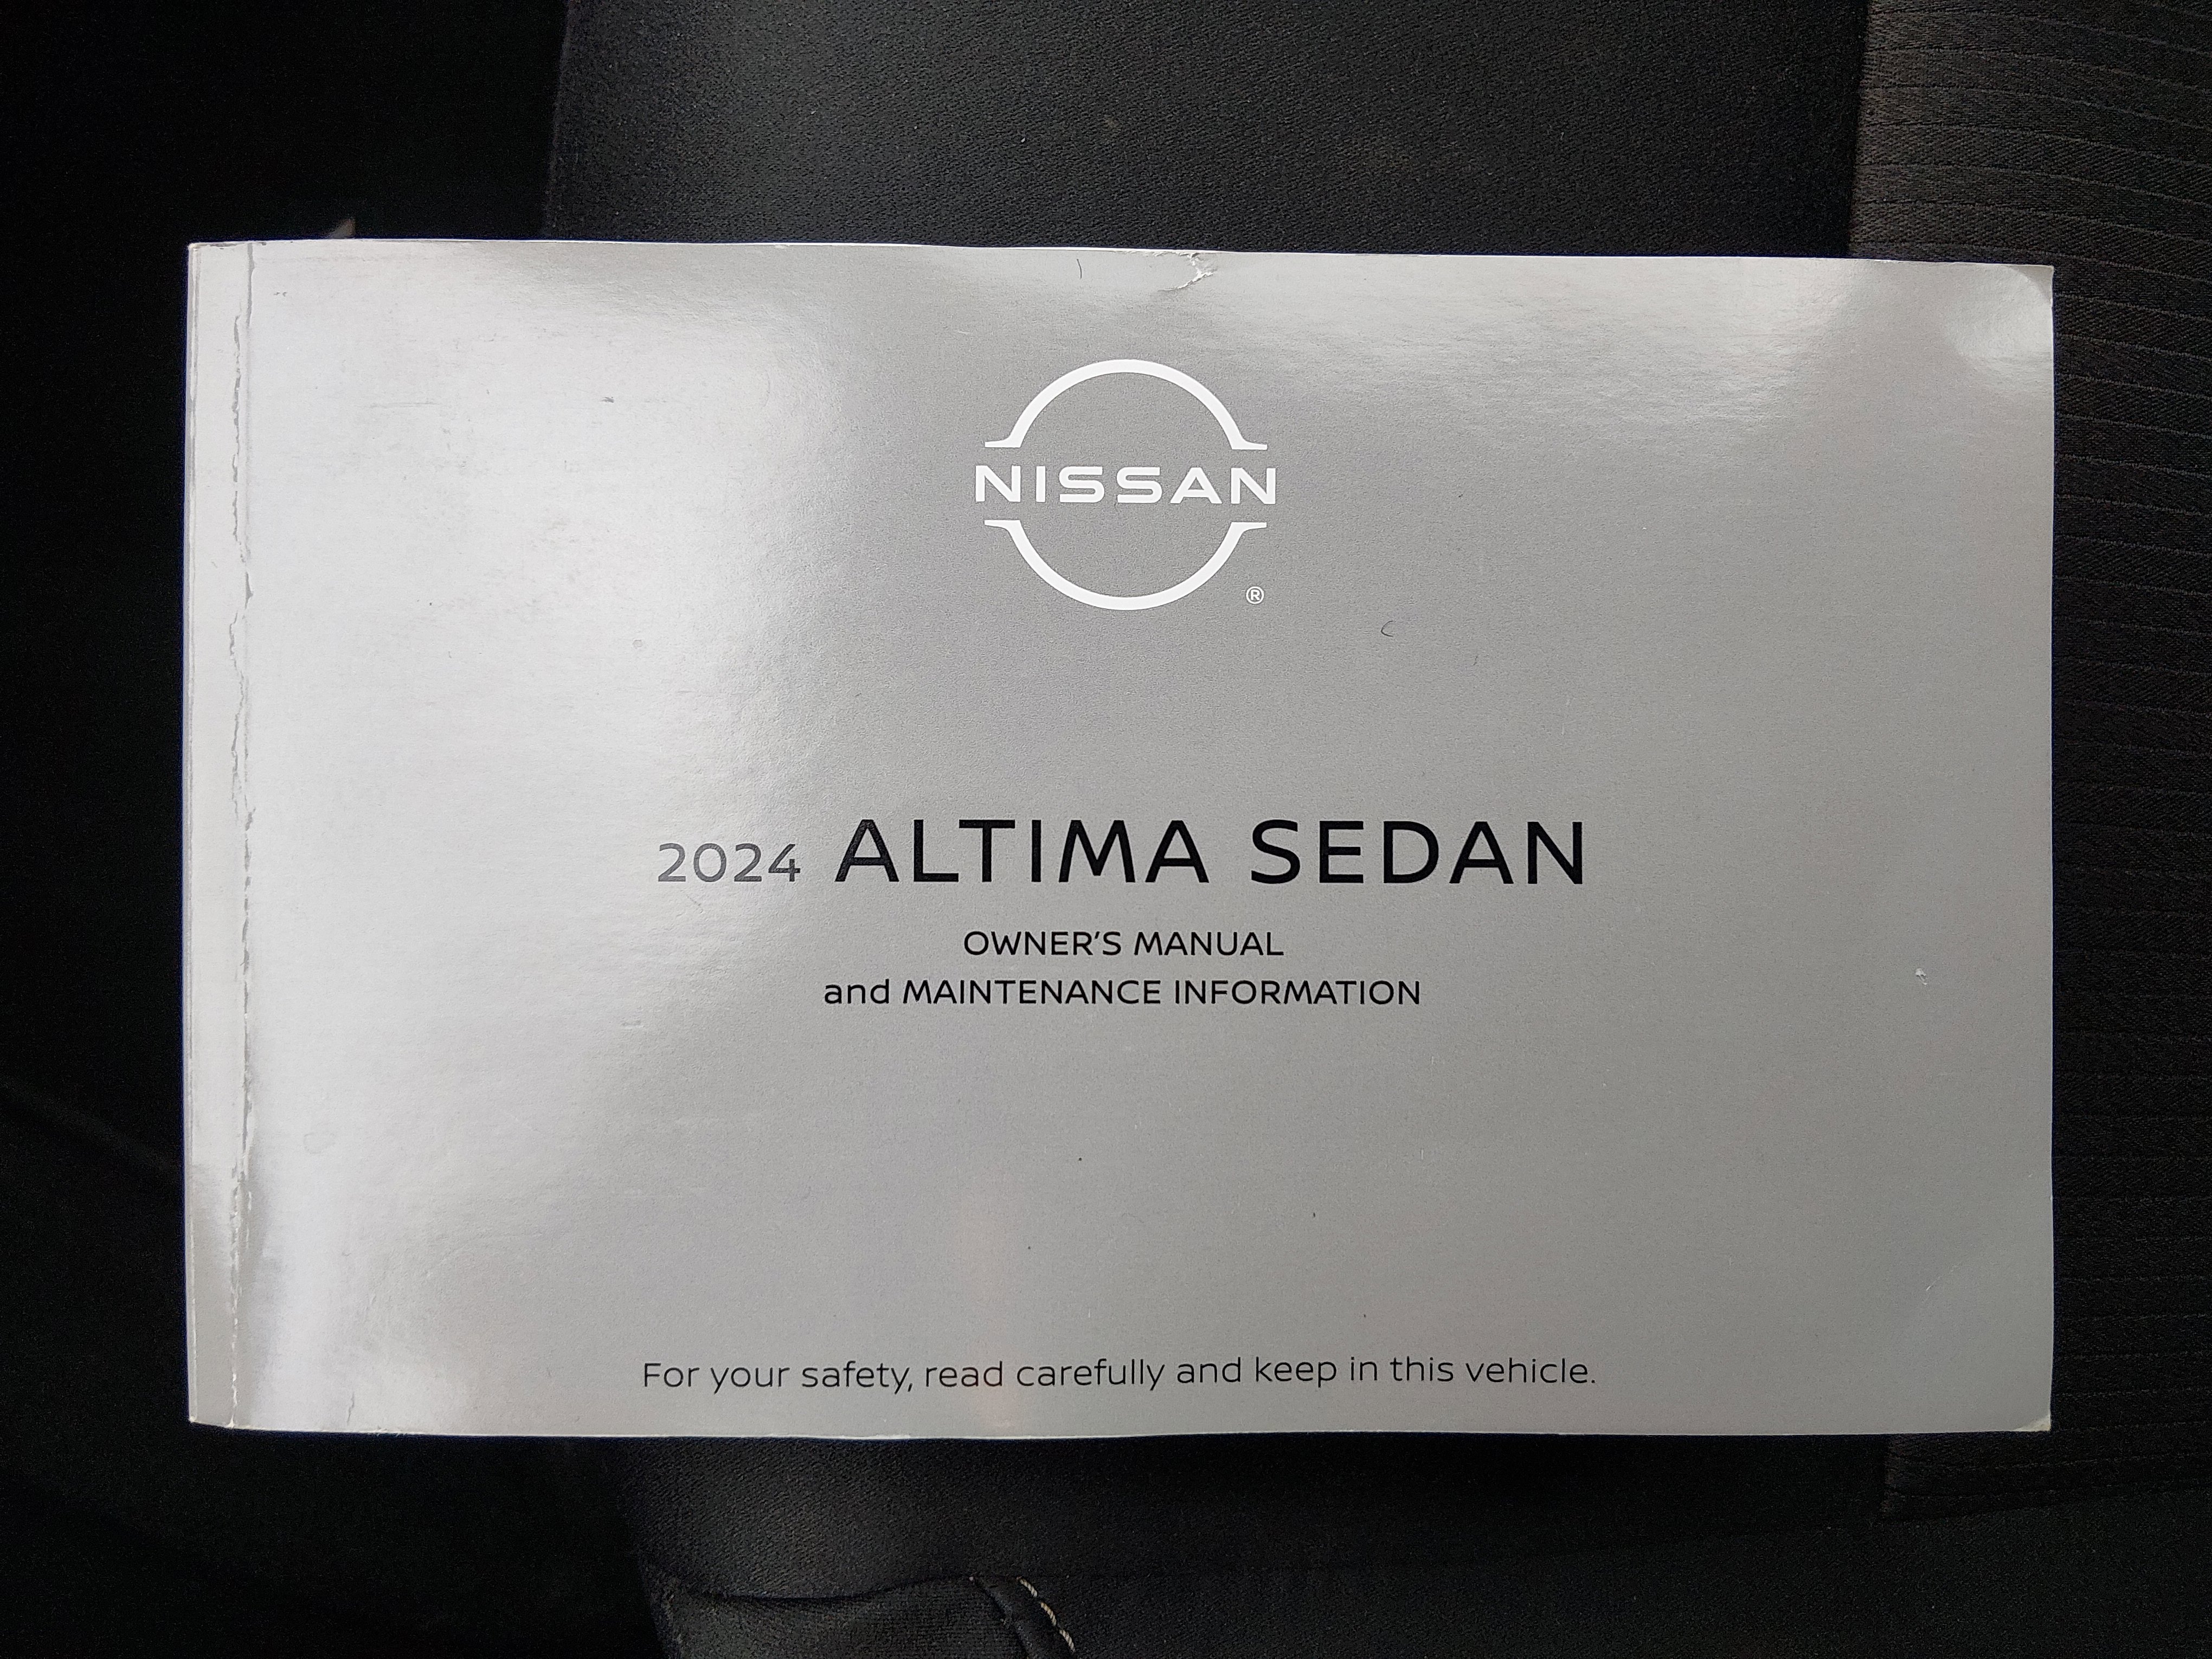 NISSAN
®
2024 ALTIMA SEDAN
OWNER'S MANUAL
and MAINTENANCE INFORMATION
For your safety, read carefully and keep in this vehicle.